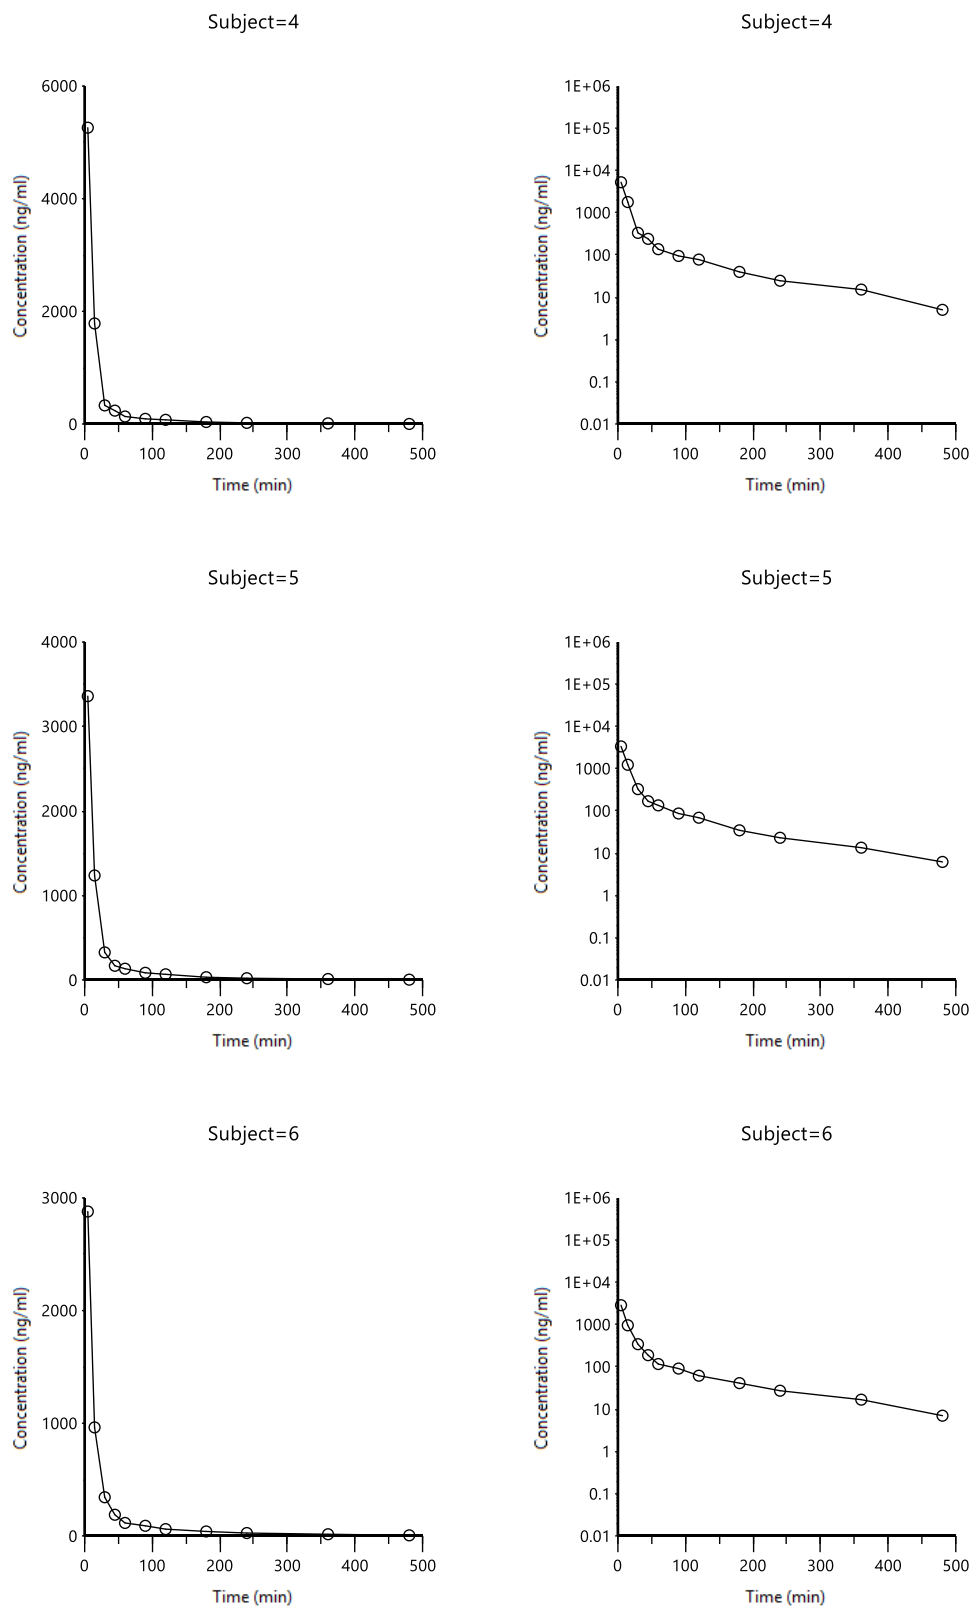 Subject=4
Subject=4
6000
4000
2000
0
Concentration (ng/ml)
0 100 200 300 400 500
Time (min)
1E+06
1E+05
1E+04
1000
100
10
1
0.1
0.01
Concentration (ng/ml)
0 100 200 300 400 500
Time (min)
Subject=5
Subject=5
4000
3000
2000
1000
0
Concentration (ng/ml)
0 100 200 300 400 500
Time (min)
1E+06
1E+05
1E+04
1000
100
10
1
0.1
0.01
Concentration (ng/ml)
0 100 200 300 400 500
Time (min)
Subject=6
Subject=6
3000
2000
1000
0
Concentration (ng/ml)
0 100 200 300 400 500
Time (min)
1E+06
1E+05
1E+04
1000
100
10
1
0.1
0.01
Concentration (ng/ml)
0 100 200 300 400 500
Time (min)